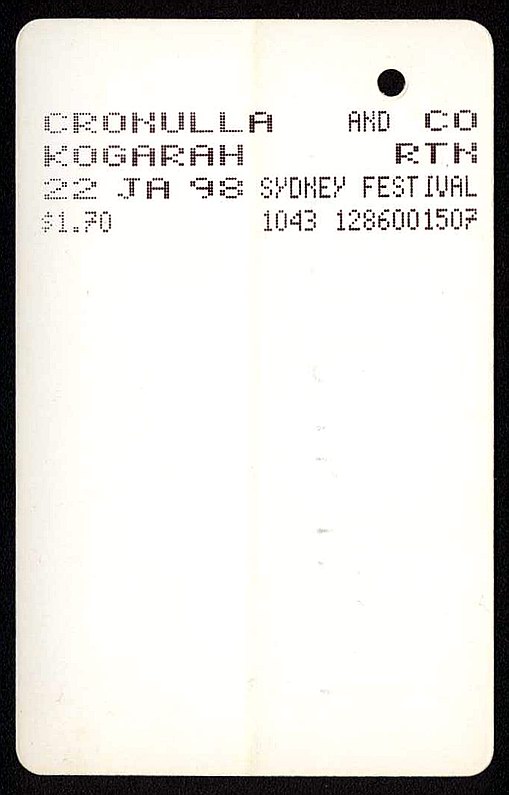 CRONULLA AND CO
KOGARAH RTN
22 JA 98 SYDNEY FESTIVAL
$1.70 1043 1286001507